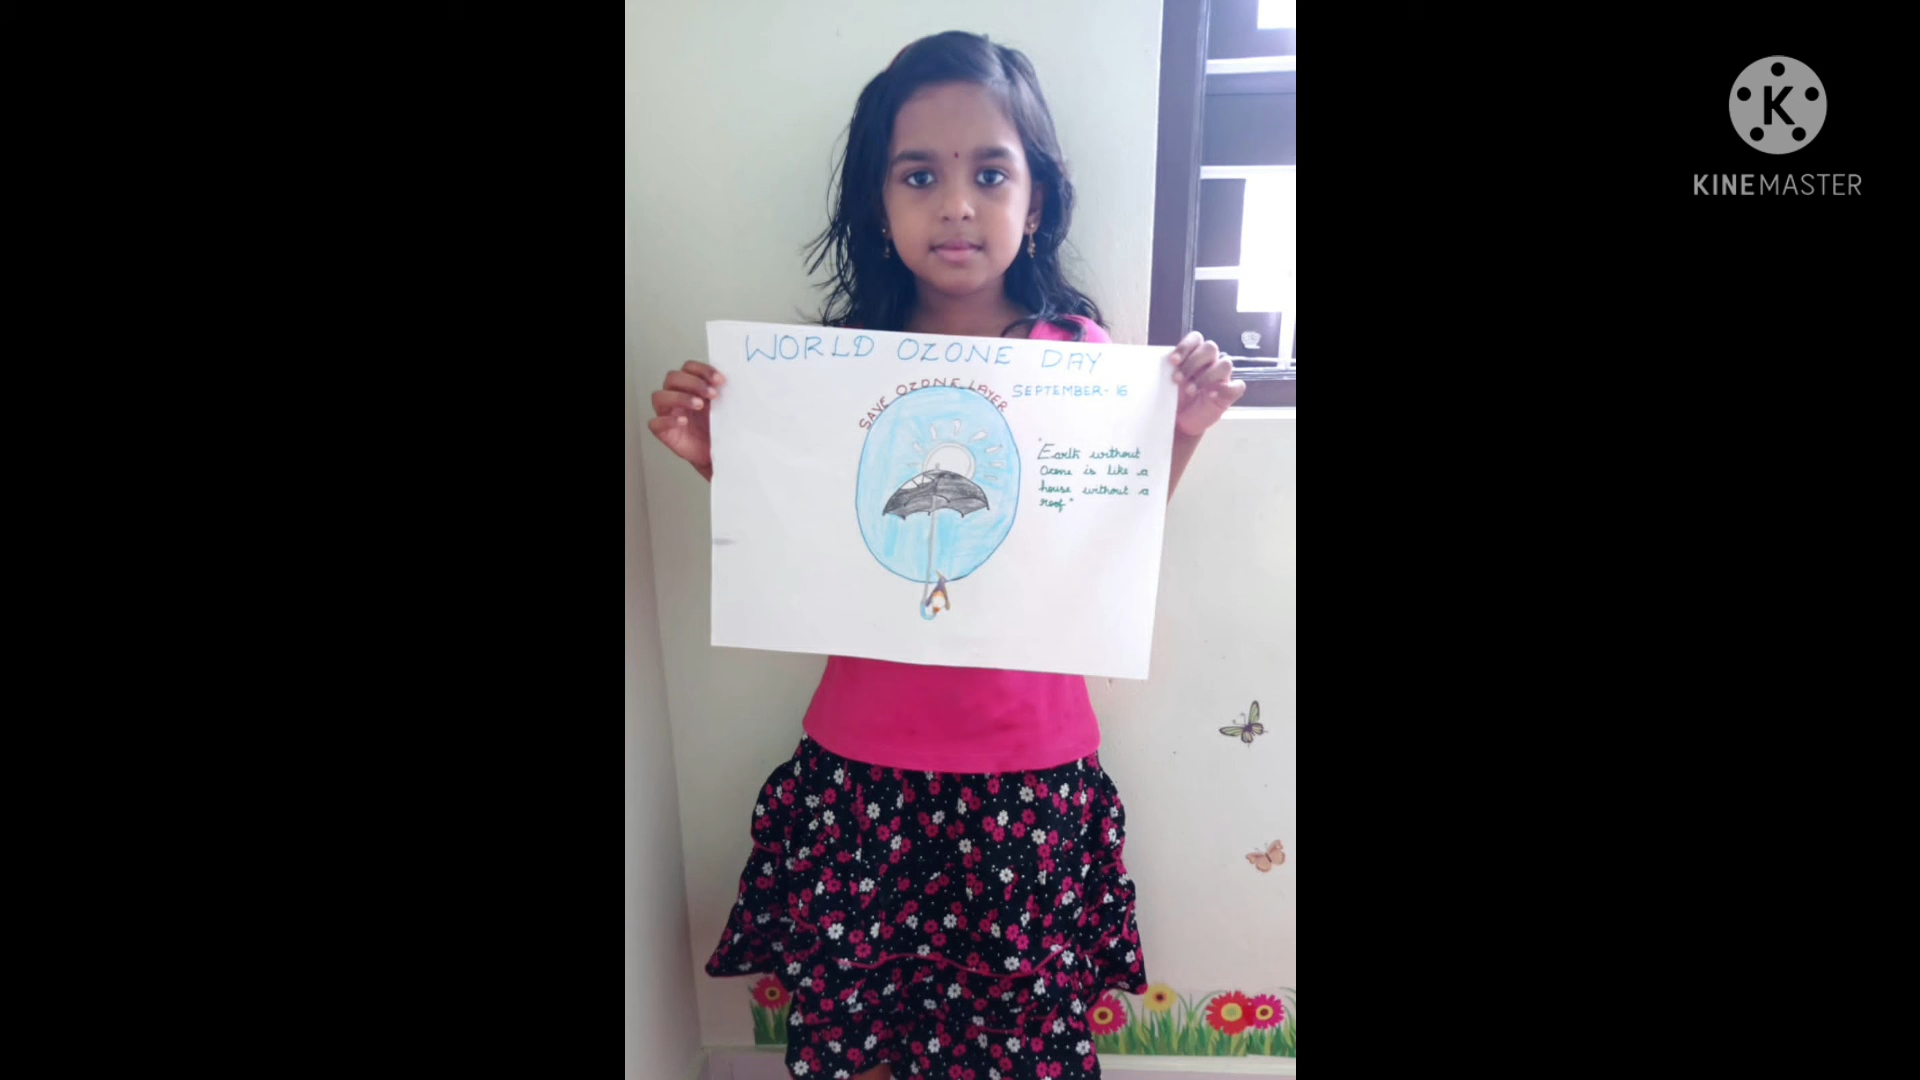 WORLD OZONE DAY
SAVE OZONE LAYER
SEPTEMBER-16
"Earth without
Ozone is like a
house without a
roof"
K
KINEMASTER